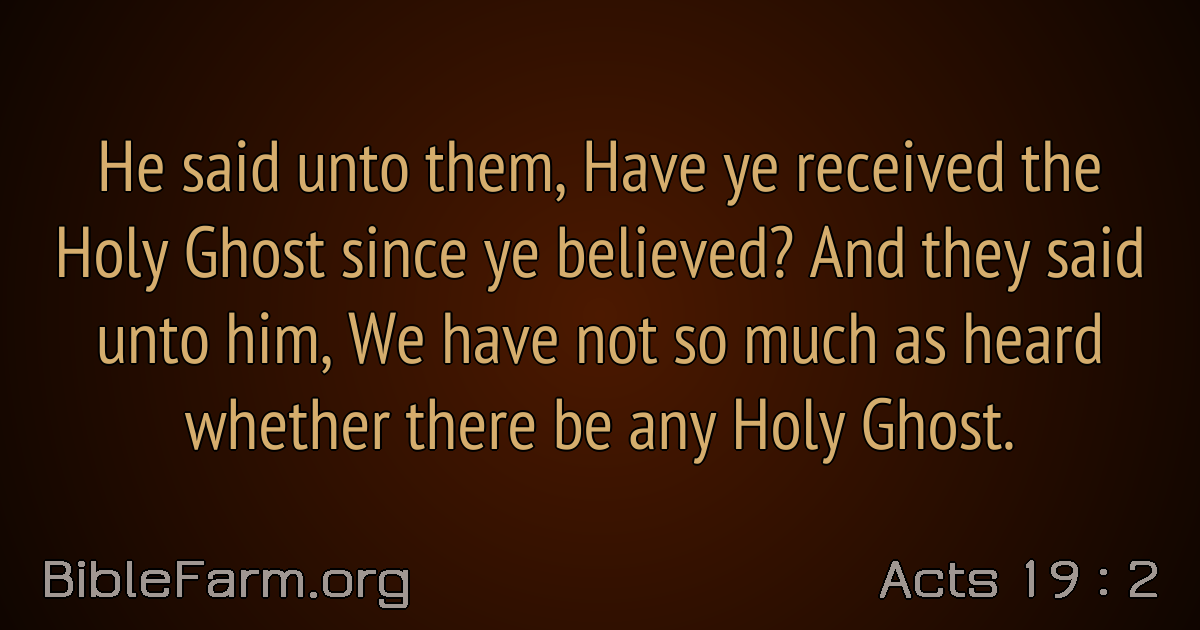 He said unto them, Have ye received the
Holy Ghost since ye believed? And they said
unto him, We have not so much as heard
whether there be any Holy Ghost.
BibleFarm.org
Acts 19 : 2